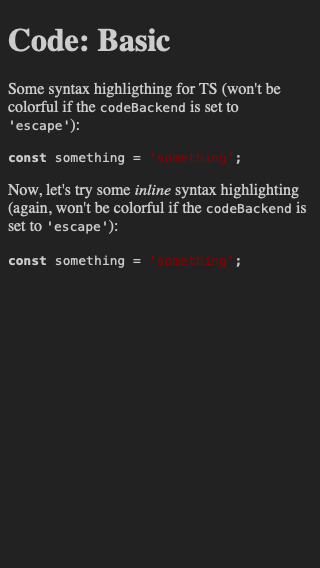 Code: Basic
Some syntax highligthing for TS (won't be
colorful if the codeBackend is set to
'escape'):
const something = 'something';
Now, let's try some inline syntax highlighting
(again, won't be colorful if the codeBackend is
set to 'escape'):
const something = 'something';